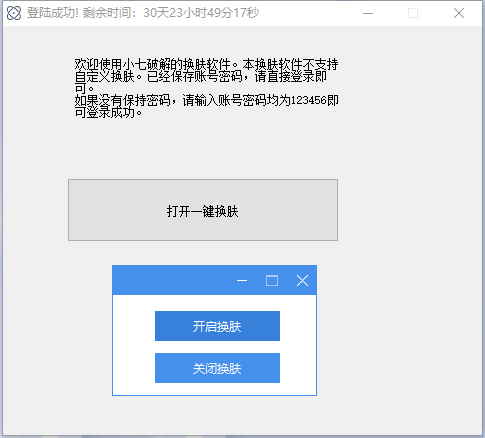 登陆成功! 剩余时间：30天23小时49分17秒
欢迎使用小七破解的换肤软件。本换肤软件不支持
自定义换肤。已经保存账号密码，请直接登录即
可。
如果没有保持密码，请输入账号密码均为123456即
可登录成功。
打开一键换肤
开启换肤
关闭换肤